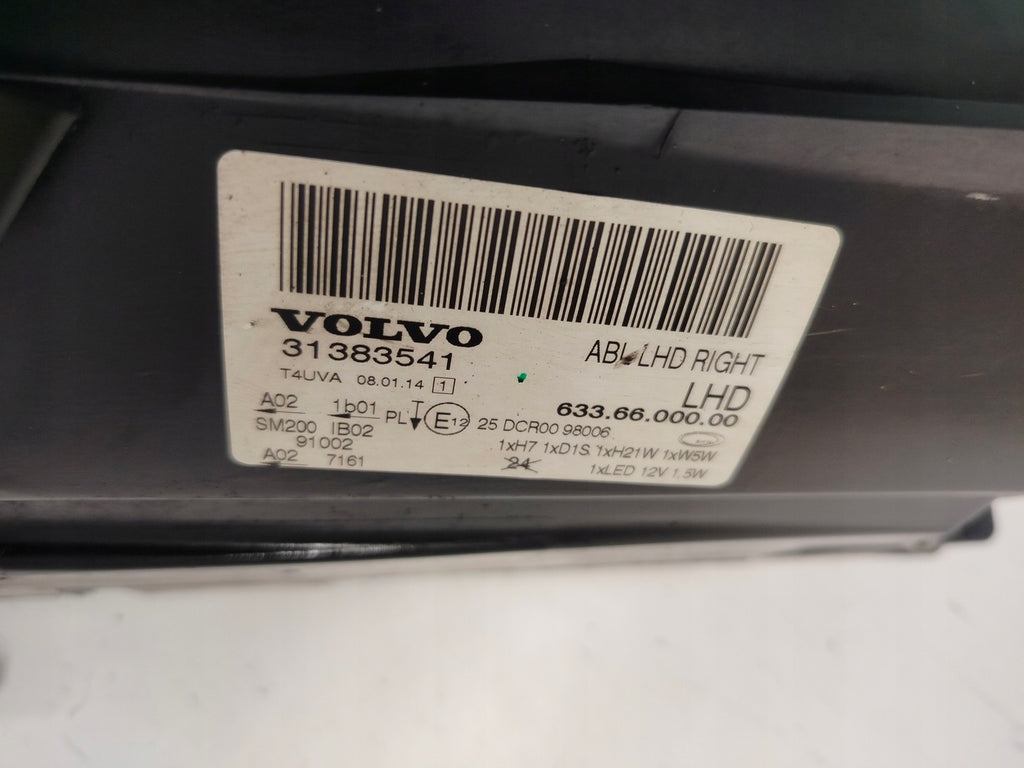 VOLVO
31383541
ABL LHD RIGHT
LHD
T4UVA 08.01.14 1
633.66.000.00
A02 1b01 PL E12 25 DCR00 98006
SM200 IB02
91002
1xH7 1xD1S 1xH21W 1xW5W
A02 7161
24
1xLED 12V 1,5W